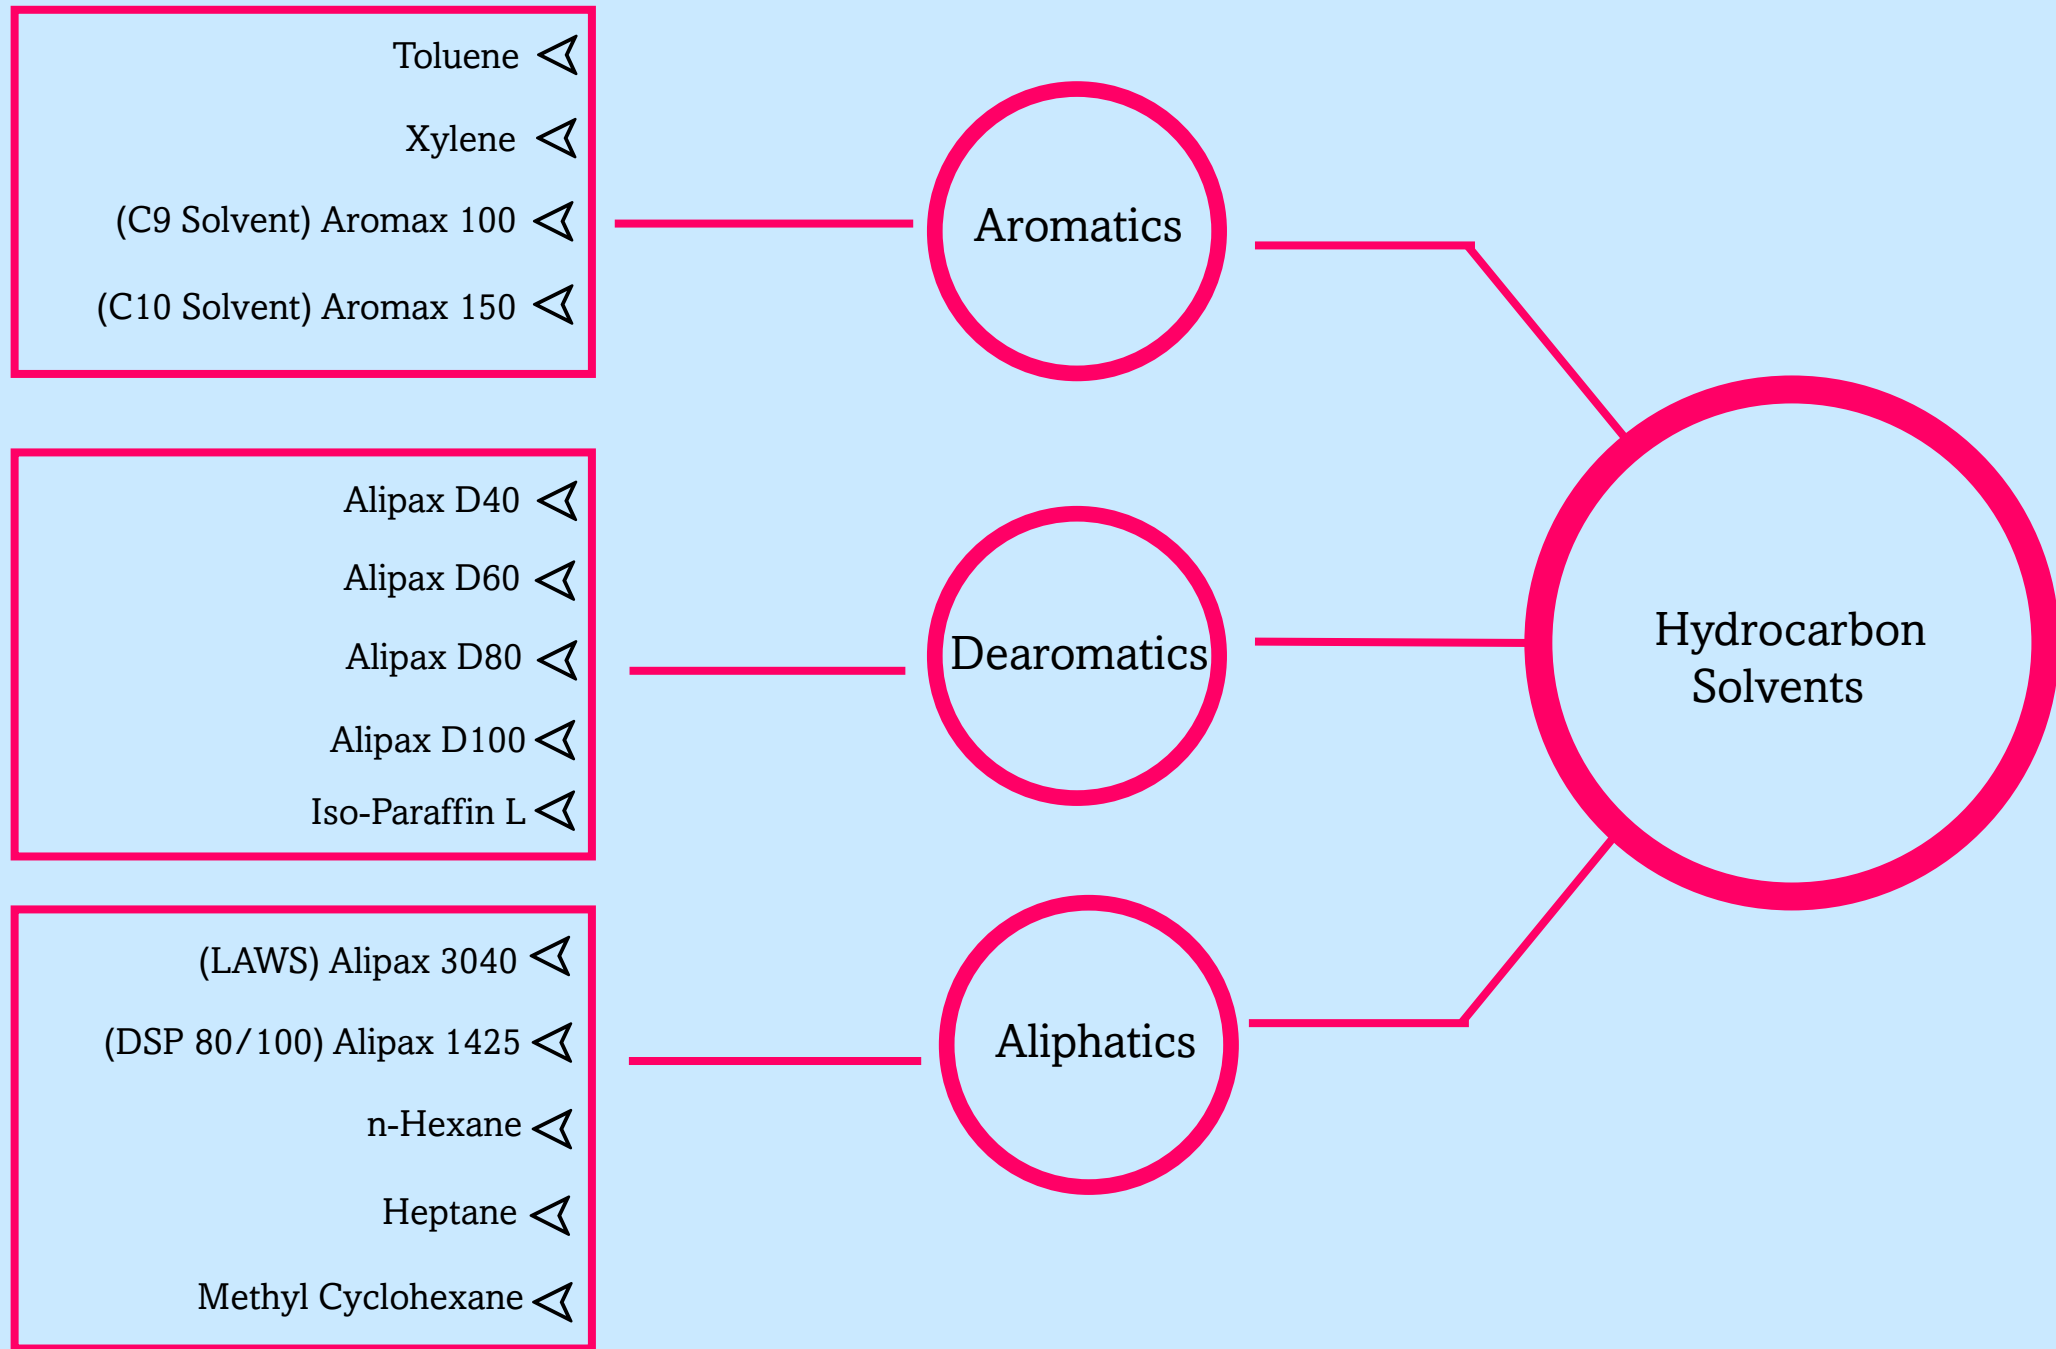 Toluene
Xylene
(C9 Solvent) Aromax 100
(C10 Solvent) Aromax 150
Aromatics
Alipax D40
Alipax D60
Alipax D80
Alipax D100
Iso-Paraffin L
Dearomatics
Hydrocarbon
Solvents
(LAWS) Alipax 3040
(DSP 80/100) Alipax 1425
n-Hexane
Heptane
Methyl Cyclohexane
Aliphatics